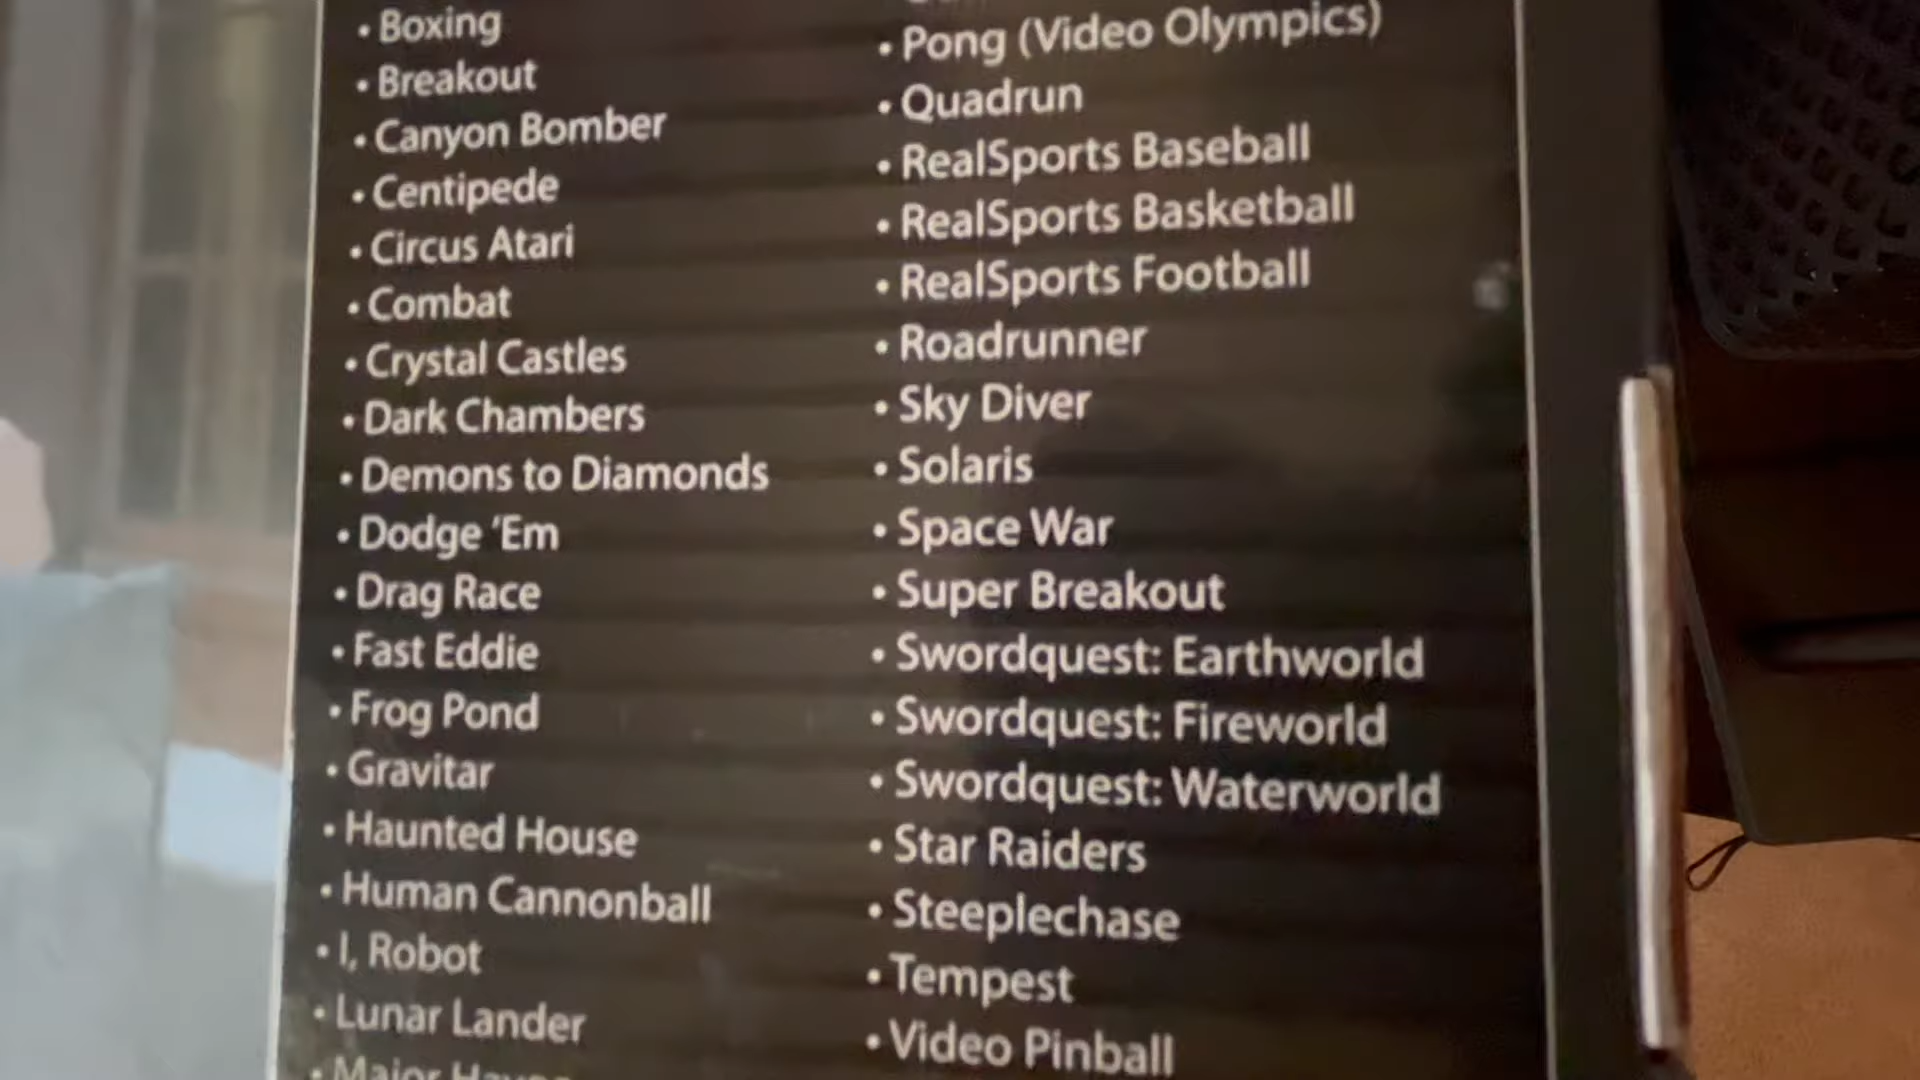 • Boxing
• Breakout
• Canyon Bomber
• Centipede
• Circus Atari
• Combat
• Crystal Castles
• Dark Chambers
• Demons to Diamonds
• Dodge ‘Em
• Drag Race
• Fast Eddie
• Frog Pond
• Gravitar
• Haunted House
• Human Cannonball
• I, Robot
• Lunar Lander
• Major
• Pong (Video Olympics)
• Quadrun
• RealSports Baseball
• RealSports Basketball
• RealSports Football
• Roadrunner
• Sky Diver
• Solaris
• Space War
• Super Breakout
• Swordquest: Earthworld
• Swordquest: Fireworld
• Swordquest: Waterworld
• Star Raiders
• Steeplechase
• Tempest
• Video Pinball